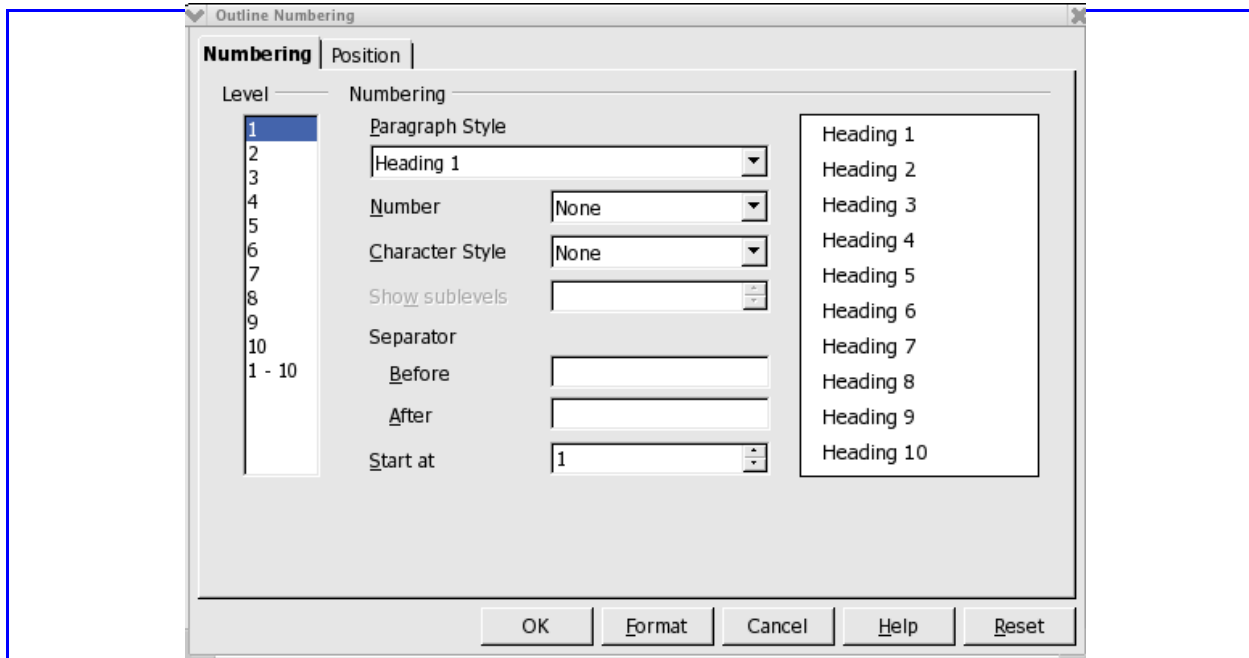 Outline Numbering
Numbering Position
Level
1
2
3
4
5
6
7
8
9
10
1 - 10
Numbering
Paragraph Style
Heading 1
Number None
Character Style None
Show sublevels
Separator
Before
After
Start at 1
Heading 1
Heading 2
Heading 3
Heading 4
Heading 5
Heading 6
Heading 7
Heading 8
Heading 9
Heading 10
OK Format Cancel Help Reset